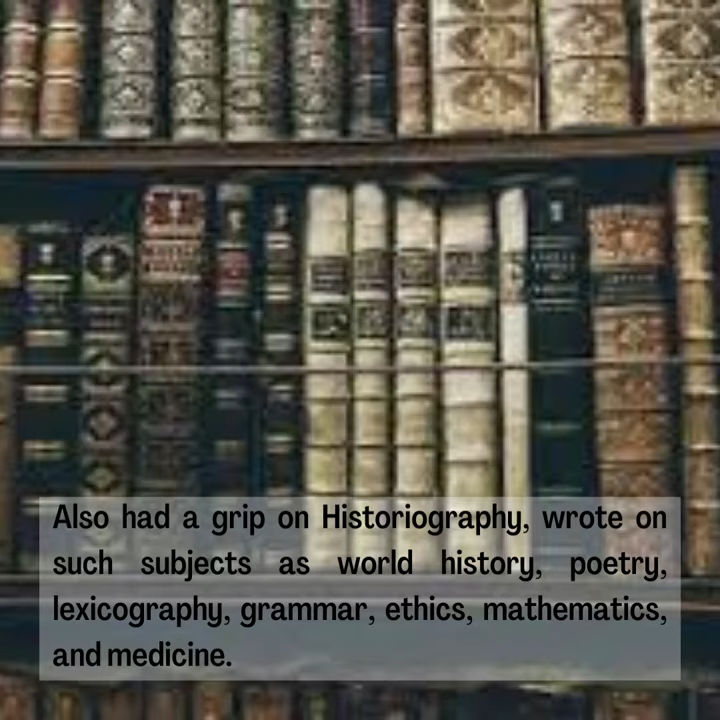 Also had a grip on Historiography, wrote on
such subjects as world history, poetry,
lexicography, grammar, ethics, mathematics,
and medicine.